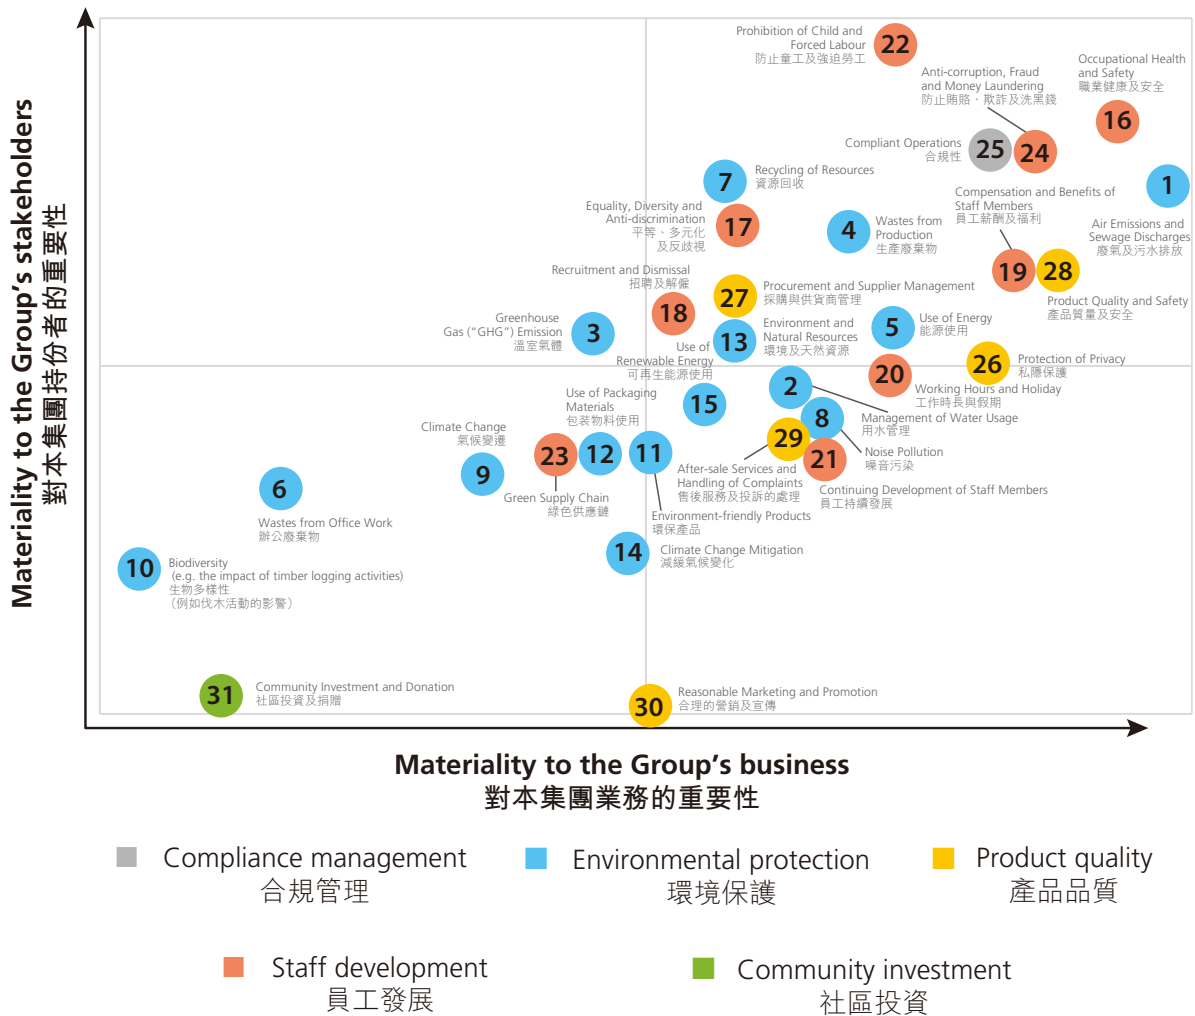 Materiality to the Group’s stakeholders
對本集團持份者的重要性
Prohibition of Child and
Forced Labour
防止童工及強迫勞工
22
Occupational Health
and Safety
職業健康及安全
16
Anti-corruption, Fraud
and Money Laundering
防止賄賂、欺詐及洗黑錢
24
Compliant Operations
合規性
25
7
Recycling of Resources
資源回收
1
Air Emissions and
Sewage Discharges
廢氣及污水排放
Compensation and Benefits of
Staff Members
員工薪酬及福利
19
Equality, Diversity and
Anti-discrimination
平等、多元化
及反歧視
17
4
Wastes from
Production
生產廢棄物
28
Product Quality and Safety
產品質量及安全
Recruitment and Dismissal
招聘及解僱
18
27
Procurement and Supplier Management
採購與供貨商管理
Greenhouse
Gas (“GHG”) Emission
溫室氣體
3
13
Environment and
Natural Resources
環境及天然資源
5
Use of Energy
能源使用
Use of
Renewable Energy
可再生能源使用
15
26
Protection of Privacy
私隱保護
20
Working Hours and Holiday
工作時長與假期
2
Management of Water Usage
用水管理
8
Noise Pollution
噪音污染
Use of Packaging
Materials
包裝物料使用
12
Climate Change
氣候變遷
9
23
Green Supply Chain
綠色供應鏈
11
Environment-friendly Products
環保產品
29
After-sale Services and
Handling of Complaints
售後服務及投訴的處理
21
Continuing Development of Staff Members
員工持續發展
6
Wastes from Office Work
辦公廢棄物
14
Climate Change Mitigation
減緩氣候變化
10
Biodiversity
(e.g. the impact of timber logging activities)
生物多樣性
（例如伐木活動的影響）
31
Community Investment and Donation
社區投資及捐贈
30
Reasonable Marketing and Promotion
合理的營銷及宣傳
Materiality to the Group’s business
對本集團業務的重要性
Compliance management
合規管理
Environmental protection
環境保護
Product quality
產品品質
Staff development
員工發展
Community investment
社區投資